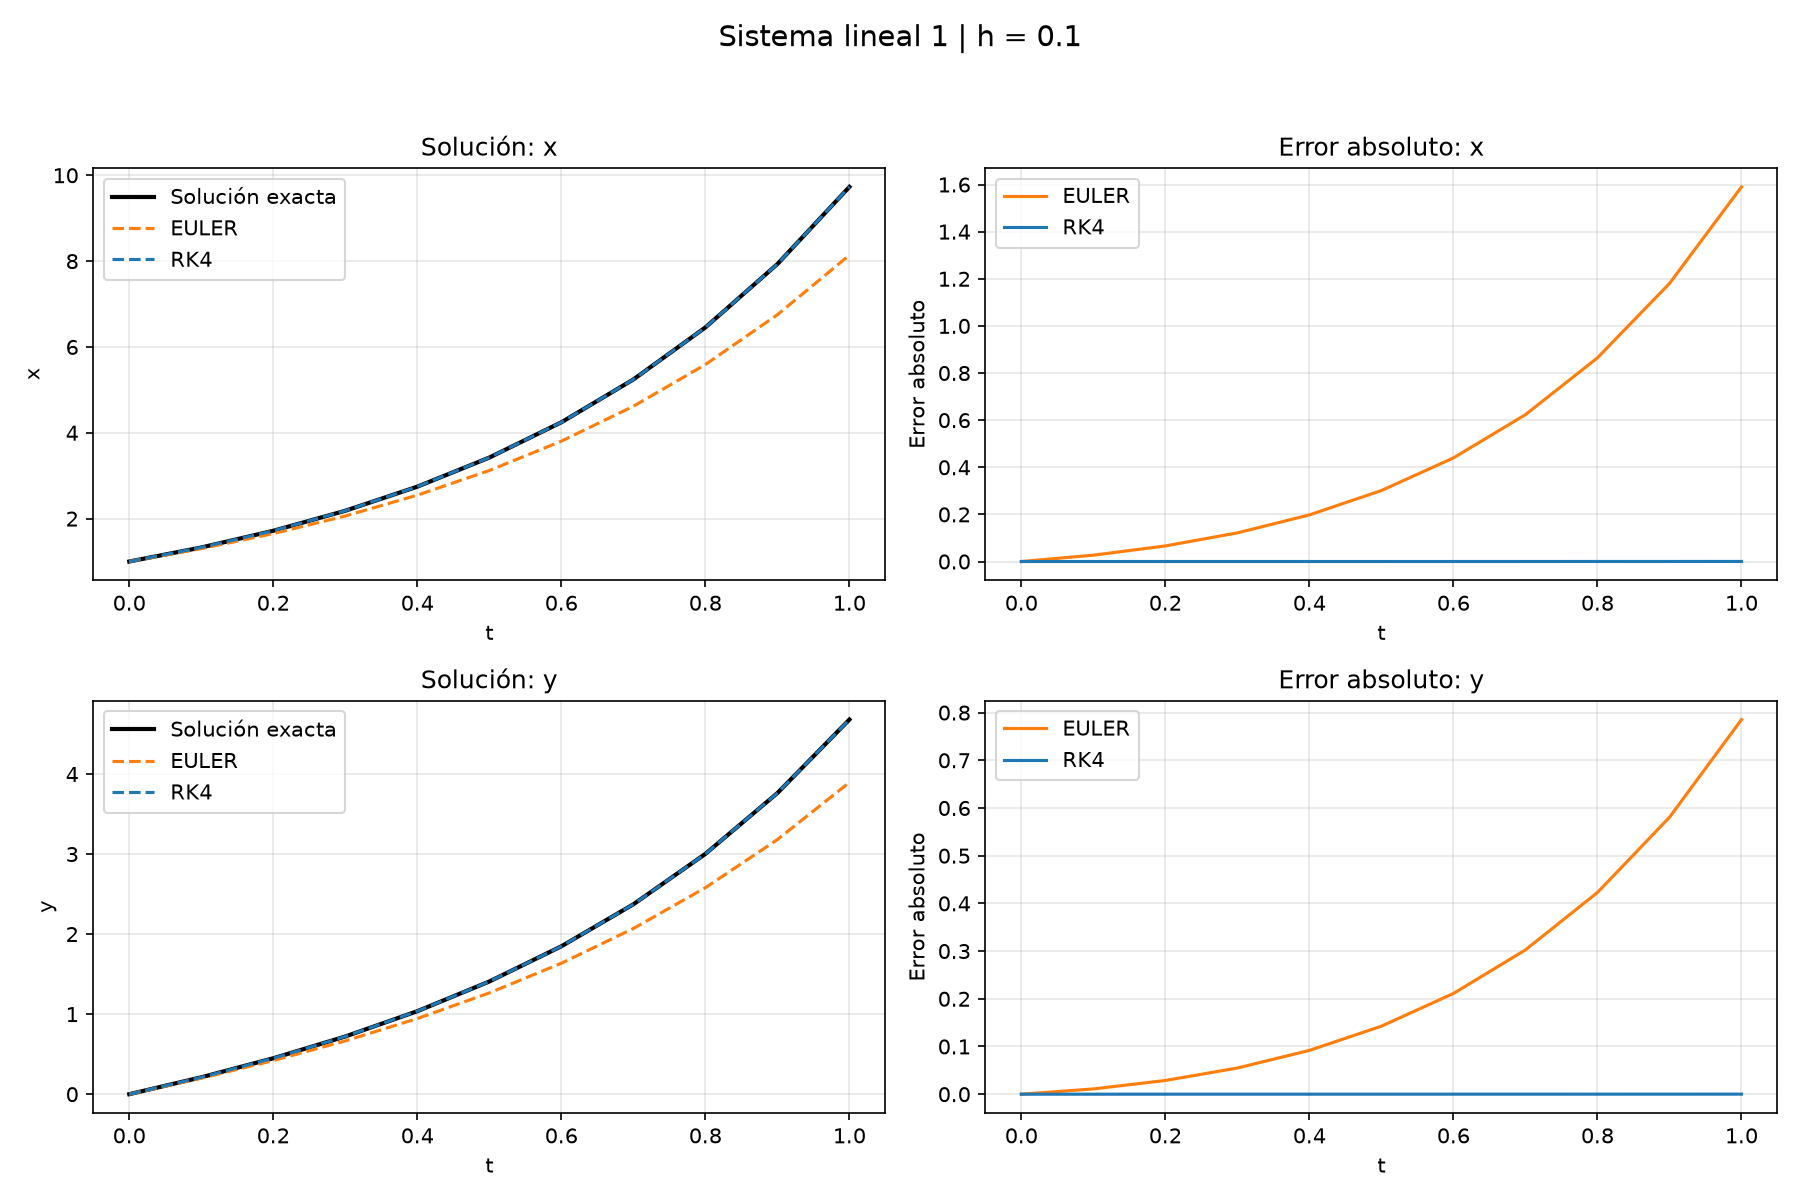 Sistema lineal 1 | h = 0.1
Solución: x
10
8
6
4
2
x
Solución exacta
EULER
RK4
0.0 0.2 0.4 0.6 0.8 1.0
t
Error absoluto: x
1.6
1.4
1.2
1.0
0.8
0.6
0.4
0.2
0.0
Error absoluto
EULER
RK4
0.0 0.2 0.4 0.6 0.8 1.0
t
Solución: y
4
3
2
1
0
y
Solución exacta
EULER
RK4
0.0 0.2 0.4 0.6 0.8 1.0
t
Error absoluto: y
0.8
0.7
0.6
0.5
0.4
0.3
0.2
0.1
0.0
Error absoluto
EULER
RK4
0.0 0.2 0.4 0.6 0.8 1.0
t